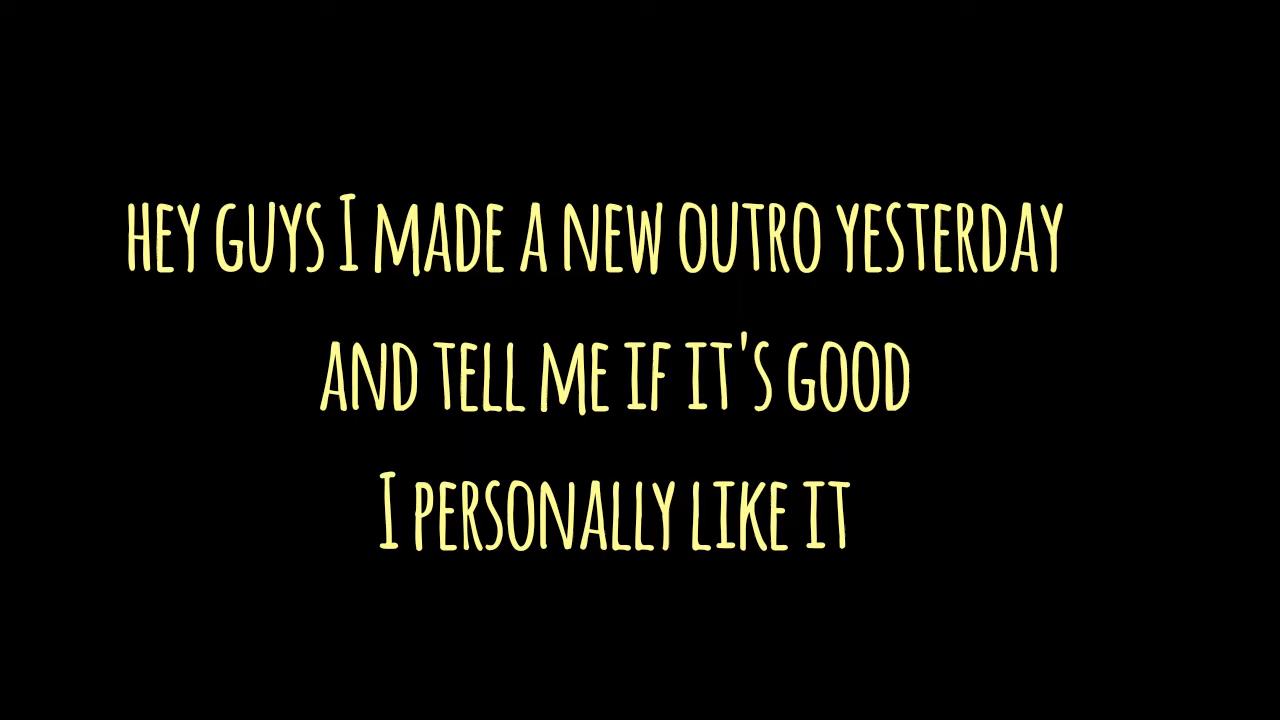 HEY GUYS I MADE A NEW OUTRO YESTERDAY
AND TELL ME IF IT'S GOOD
I PERSONALLY LIKE IT